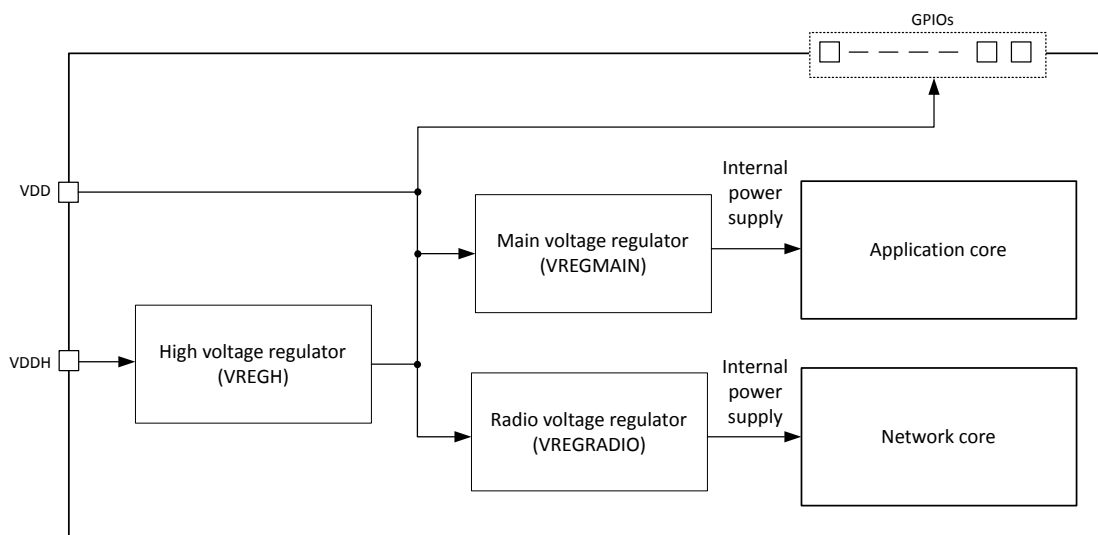 GPIOs
VDD
Internal
power
supply
Main voltage regulator
(VREGMAIN)
Application core
VDDH
High voltage regulator
(VREGH)
Internal
power
supply
Radio voltage regulator
(VREGRADIO)
Network core